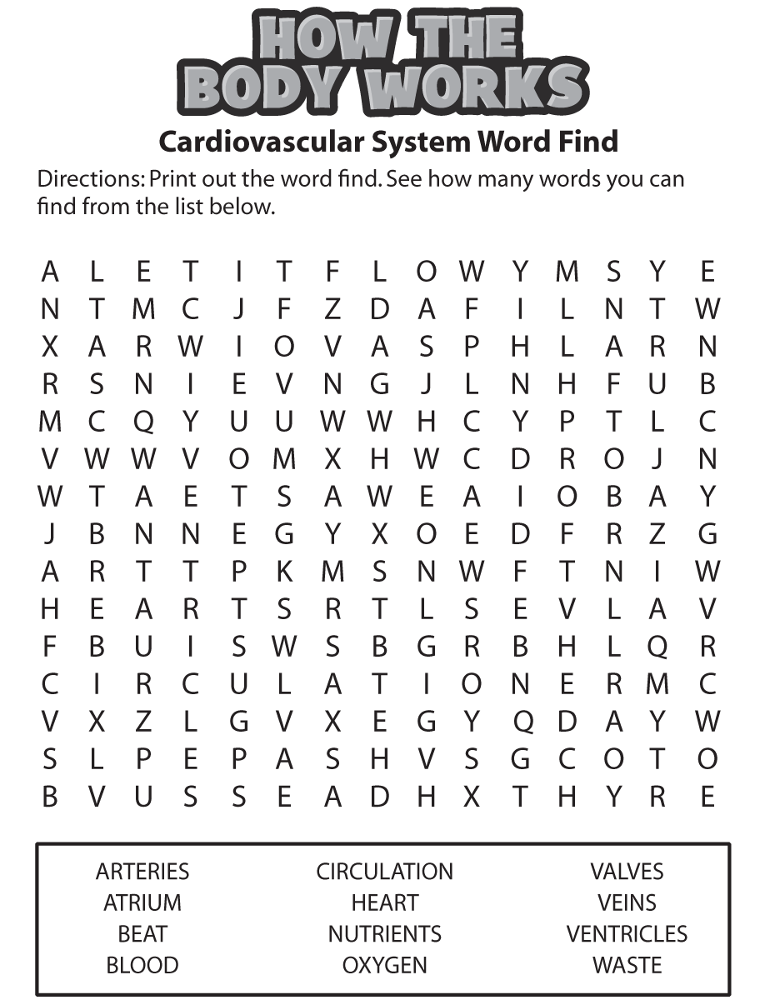 HOW THE
BODY WORKS
Cardiovascular System Word Find
Directions: Print out the word find. See how many words you can
find from the list below.
A L E T I T F L O W Y M S Y E
N T M C J F Z D A F I L N T W
X A R W I O V A S P H L A R N
R S N I E V N G J L N H F U B
M C Q Y U U W W H C Y P T L C
V W W V O M X H W C D R O J N
W T A E T S A W E A I O B A Y
J B N N E G Y X O E D F R Z G
A R T T P K M S N W F T N I W
H E A R T S R T L S E V L A V
F B U I S W S B G R B H L Q R
C I R C U L A T I O N E R M C
V X Z L G V X E G Y Q D A Y W
S L P E P A S H V S G C O T O
B V U S S E A D H X T H Y R E
ARTERIES CIRCULATION VALVES
ATRIUM HEART VEINS
BEAT NUTRIENTS VENTRICLES
BLOOD OXYGEN WASTE